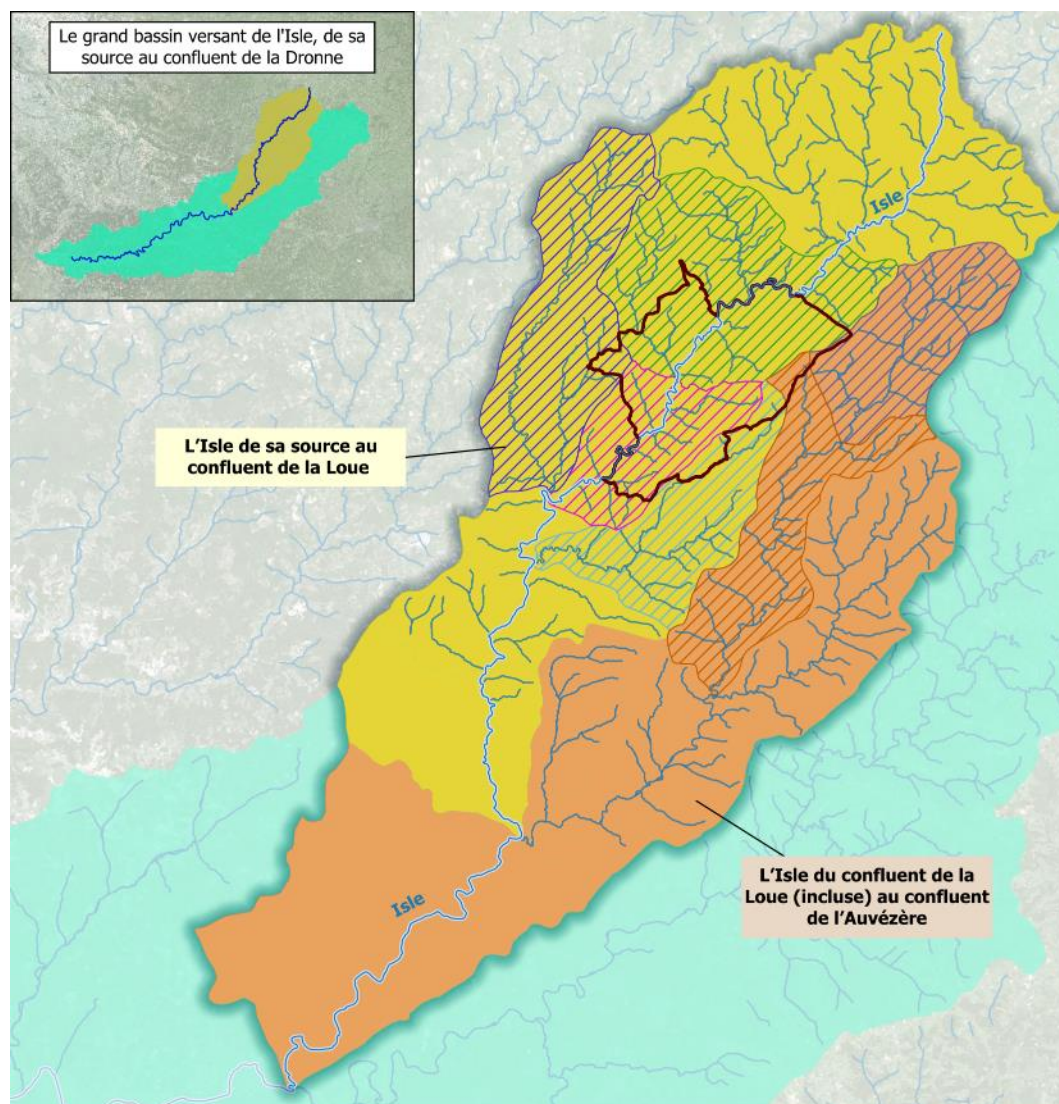 Le grand bassin versant de l'Isle, de sa
source au confluent de la Dronne
Isle
L'Isle de sa source au
confluent de la Loue
L'Isle du confluent de la
Loue (incluse) au confluent
de l'Auvézère
Isle